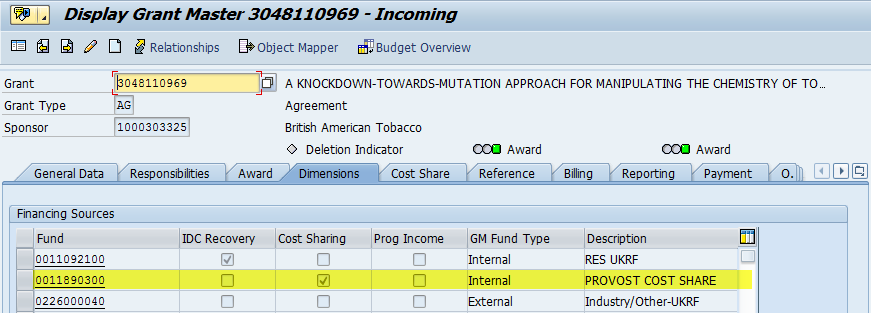 Display Grant Master 3048110969 - Incoming
Relationships Object Mapper Budget Overview
Grant 3048110969 A KNOCKDOWN-TOWARDS-MUTATION APPROACH FOR MANIPULATING THE CHEMISTRY OF TO...
Grant Type AG Agreement
Sponsor 1000303325 British American Tobacco
Deletion Indicator Award Award
General Data Responsibilities Award Dimensions Cost Share Reference Billing Reporting Payment O.
Financing Sources
Fund IDC Recovery Cost Sharing Prog Income GM Fund Type Description
0011092100 Internal RES UKRF
0011890300 Internal PROVOST COST SHARE
0226000040 External Industry/Other-UKRF